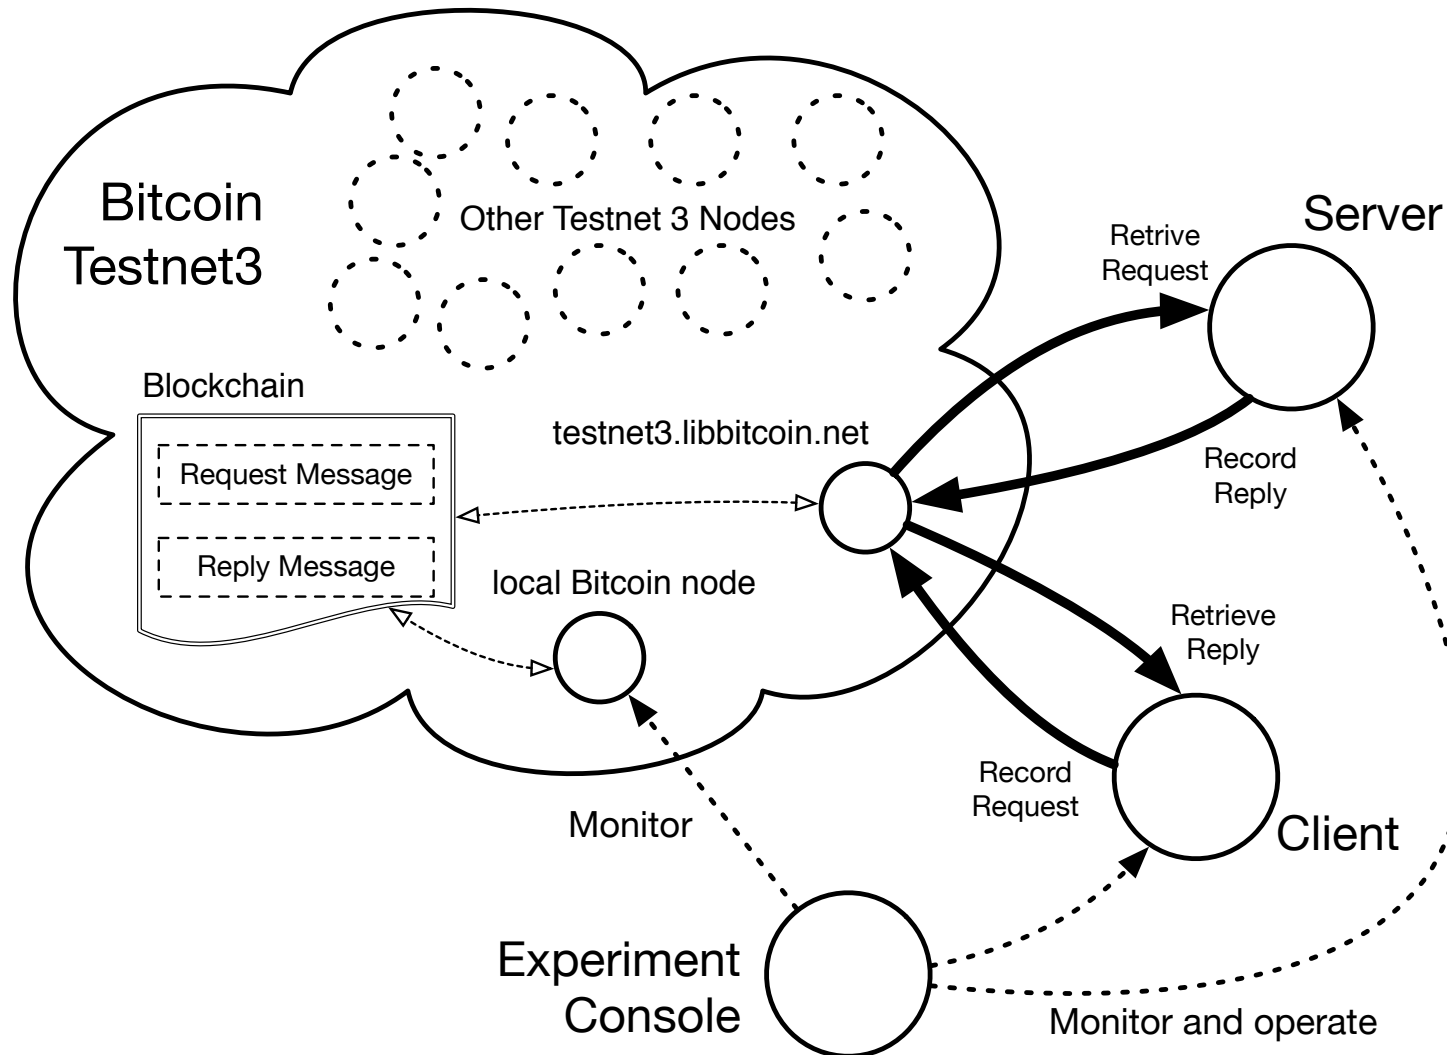 Bitcoin
Testnet3
Other Testnet 3 Nodes
Server
Retrive
Request
Blockchain
Request Message
Reply Message
testnet3.libbitcoin.net
Record
Reply
local Bitcoin node
Retrieve
Reply
Record
Request
Monitor
Client
Experiment
Console
Monitor and operate